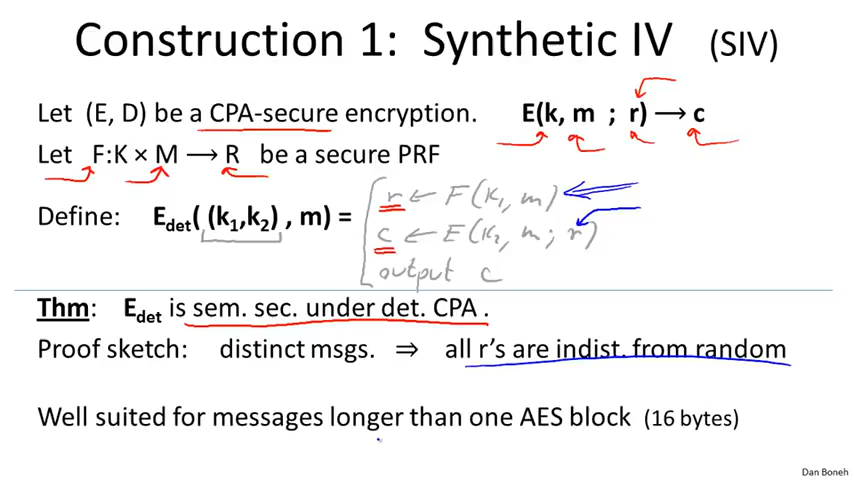 Construction 1: Synthetic IV (SIV)
Let (E, D) be a CPA-secure encryption. E(k, m ; r) ⟶ c
Let F:K × M ⟶ R be a secure PRF
Define: Edet( (k1,k2) , m) =
r ← F(k1, m)
c ← E(k2, m; r)
output c
Thm: Edet is sem. sec. under det. CPA .
Proof sketch: distinct msgs. ⇒ all r's are indist. from random
Well suited for messages longer than one AES block (16 bytes)
Dan Boneh